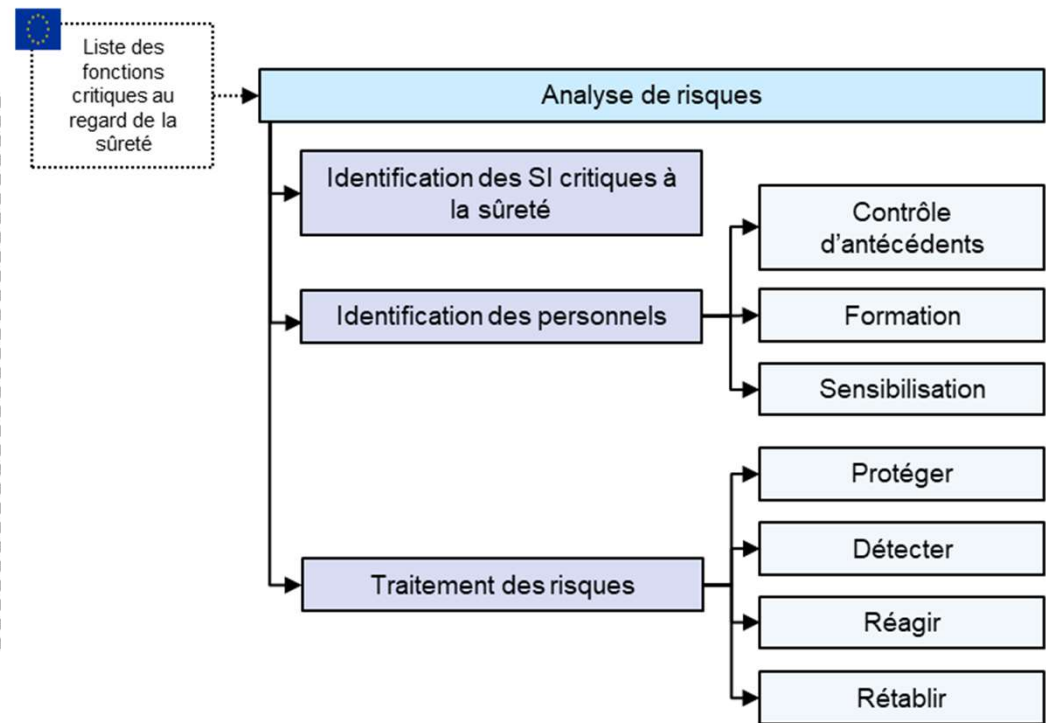 Liste des
fonctions
critiques au
regard de la
sûreté
Analyse de risques
Identification des SI critiques à
la sûreté
Identification des personnels
Contrôle
d'antécédents
Formation
Sensibilisation
Traitement des risques
Protéger
Détecter
Réagir
Rétablir